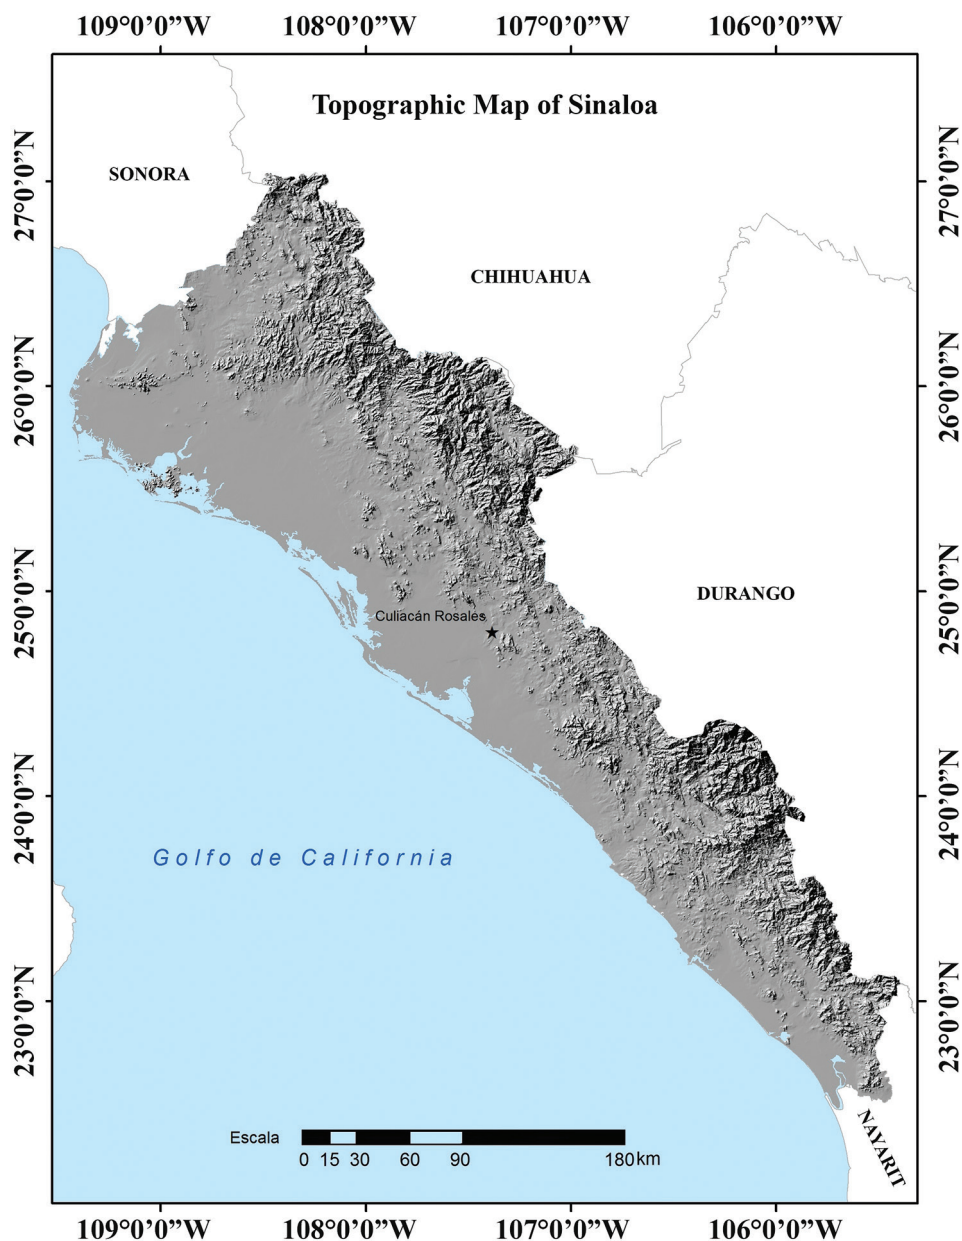 109°0'0”W 108°0'0”W 107°0'0”W 106°0'0”W
Topographic Map of Sinaloa
27°0'0”N
27°0'0”N
SONORA
CHIHUAHUA
26°0'0”N
26°0'0”N
25°0'0”N
25°0'0”N
DURANGO
Culiacán Rosales
24°0'0”N
24°0'0”N
Golfo de California
23°0'0”N
23°0'0”N
NAYARIT
Escala
0 15 30 60 90 180 km
109°0'0”W 108°0'0”W 107°0'0”W 106°0'0”W